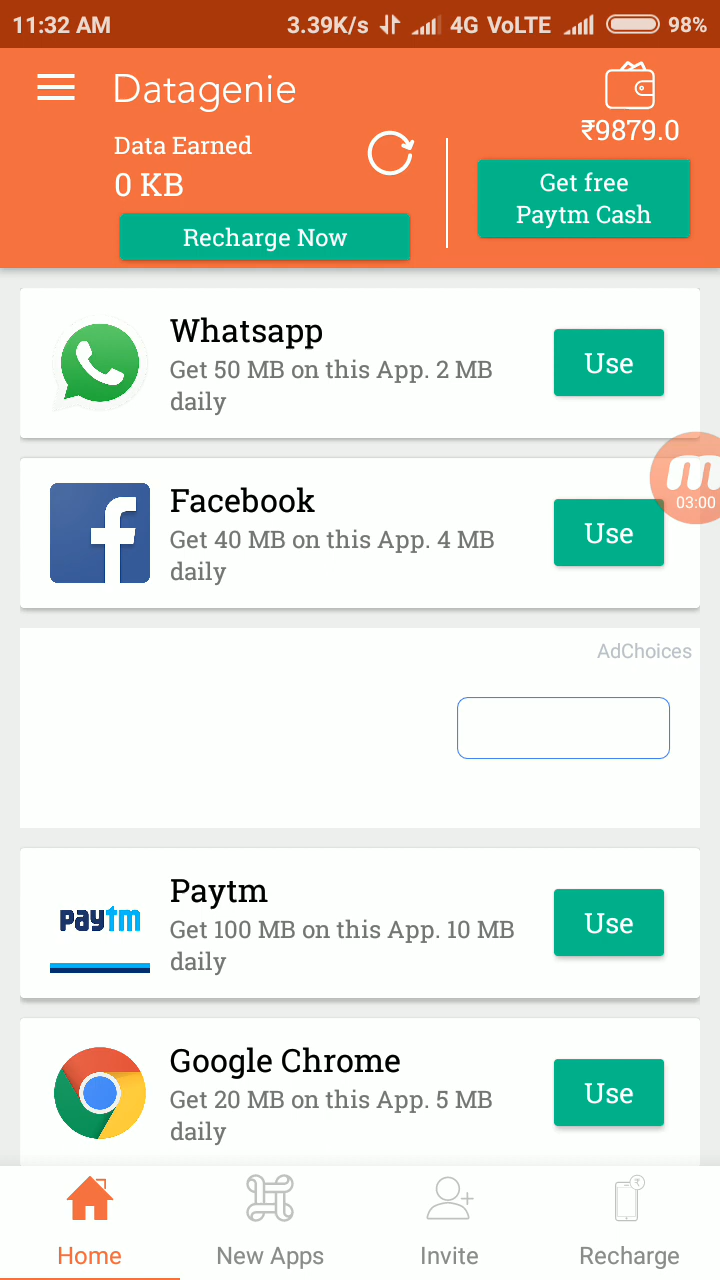 11:32 AM 3.39K/s 4G VoLTE 98%
Datagenie
₹9879.0
Data Earned
0 KB
Recharge Now
Get free
Paytm Cash
Whatsapp
Get 50 MB on this App. 2 MB
daily
Use
Facebook
Get 40 MB on this App. 4 MB
daily
Use
m
03:00
AdChoices
paytm
Paytm
Get 100 MB on this App. 10 MB
daily
Use
Google Chrome
Get 20 MB on this App. 5 MB
daily
Use
Home New Apps Invite Recharge